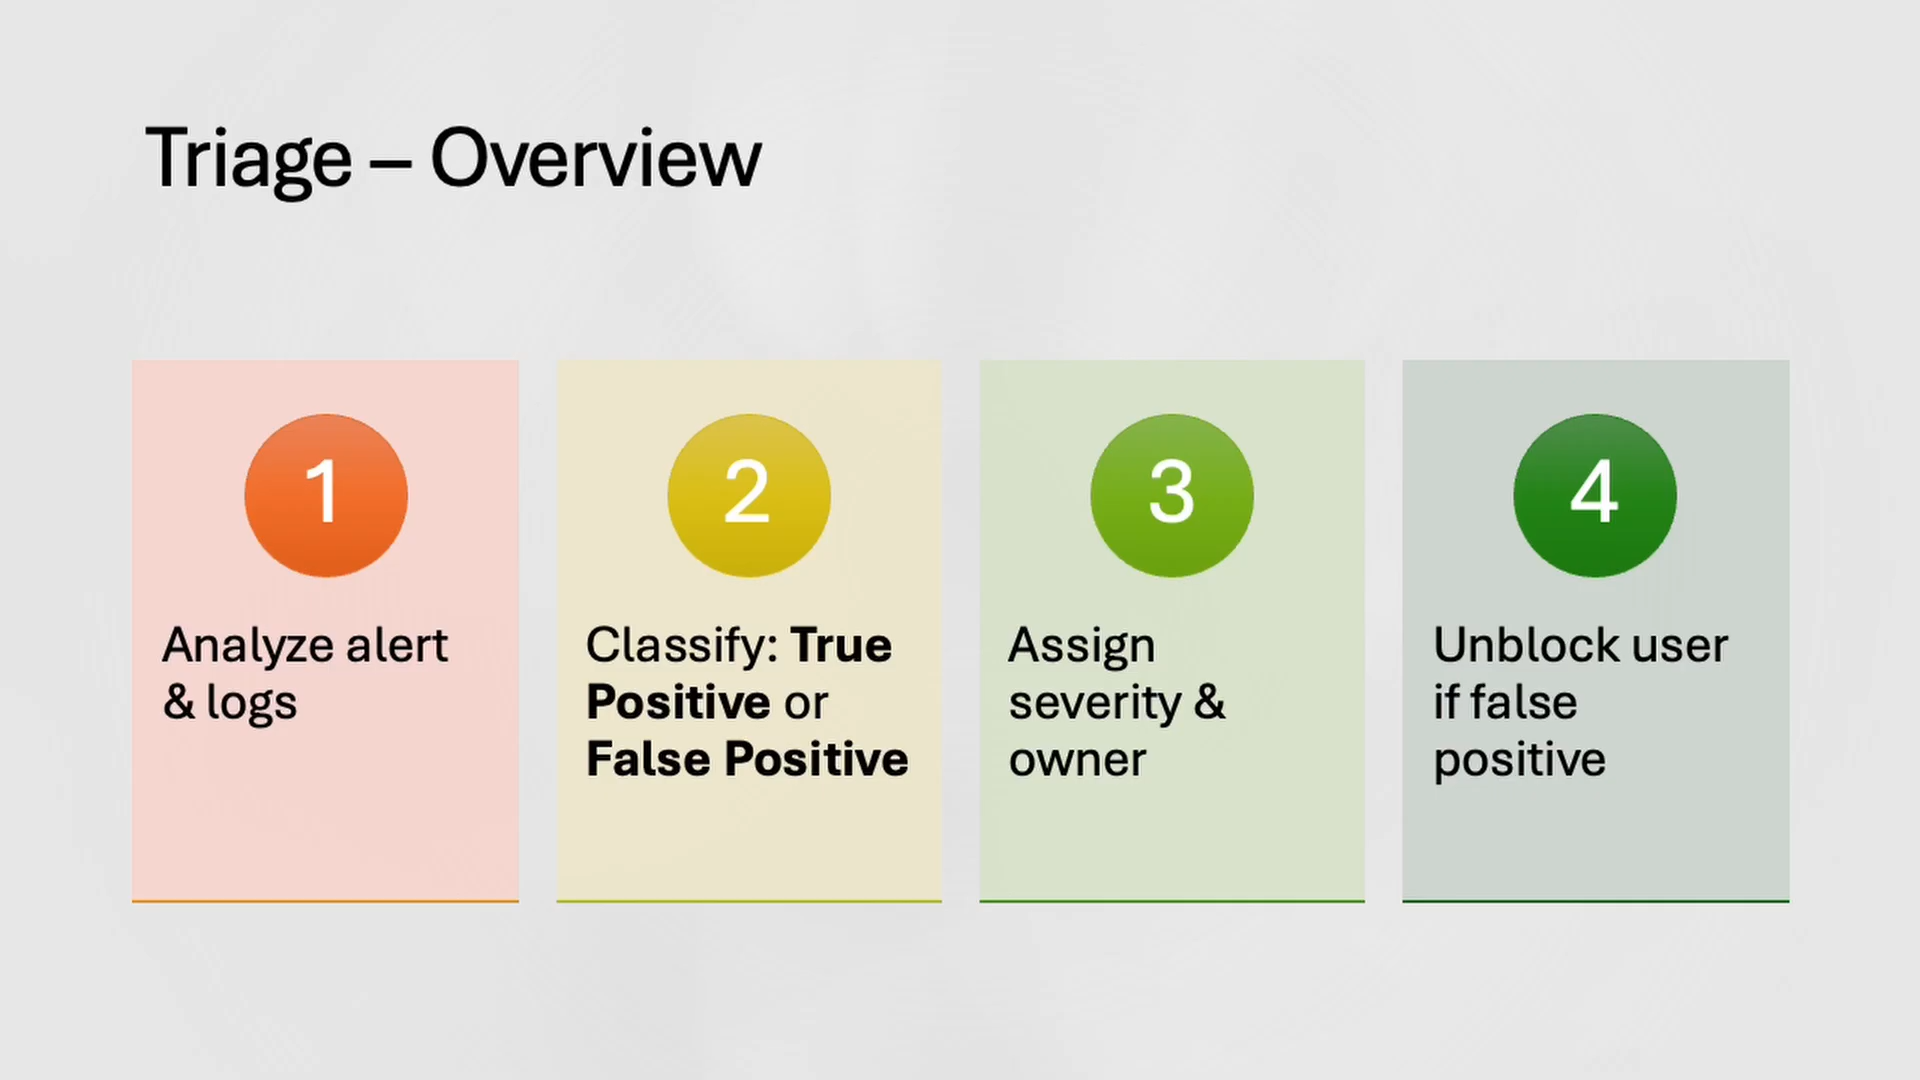 Triage – Overview
1
Analyze alert
& logs
2
Classify: True
Positive or
False Positive
3
Assign
severity &
owner
4
Unblock user
if false
positive